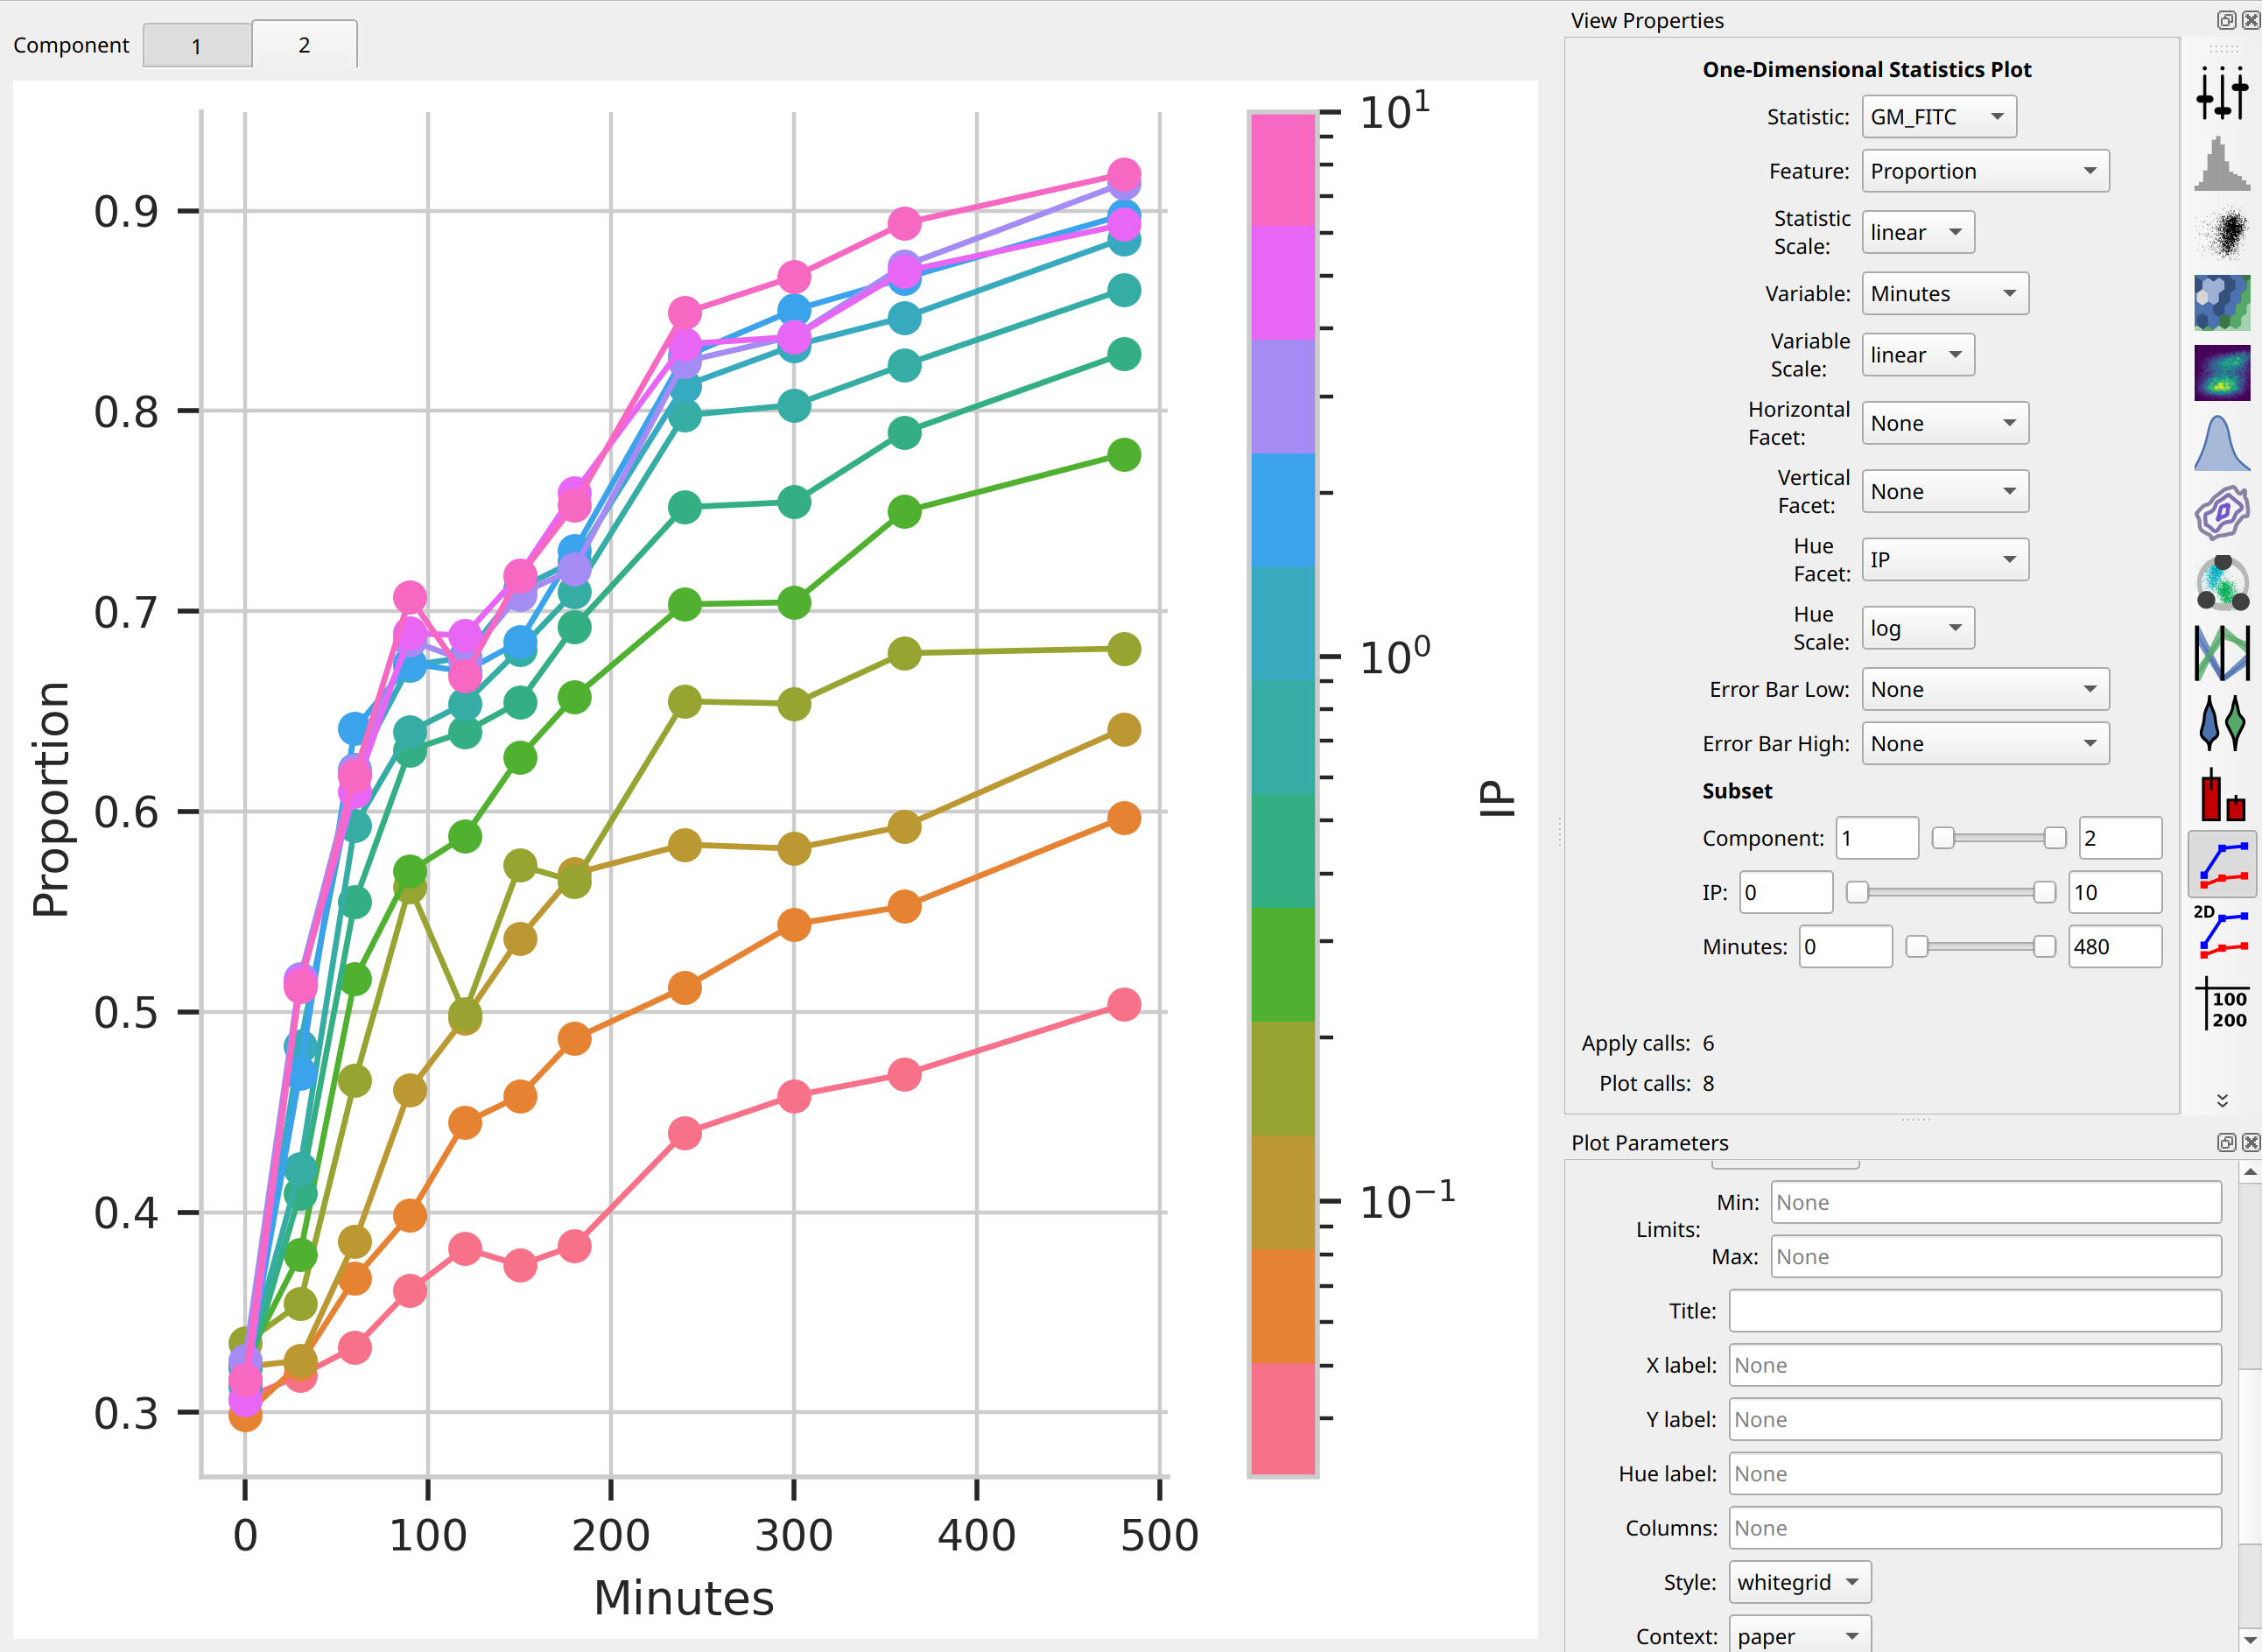 Component 1 2
0.9
0.8
0.7
0.6
0.5
0.4
0.3
Proportion
0 100 200 300 400 500
Minutes
10¹
10⁰
10⁻¹
IP
View Properties
One-Dimensional Statistics Plot
Statistic: GM_FITC
Feature: Proportion
Statistic
Scale: linear
Variable: Minutes
Variable
Scale: linear
Horizontal
Facet: None
Vertical
Facet: None
Hue
Facet: IP
Hue
Scale: log
Error Bar Low: None
Error Bar High: None
Subset
Component: 1 2
IP: 0 10
Minutes: 0 480
Apply calls: 6
Plot calls: 8
2D
100
200
Plot Parameters
Limits:
Min: None
Max: None
Title:
X label: None
Y label: None
Hue label: None
Columns: None
Style: whitegrid
Context: paper